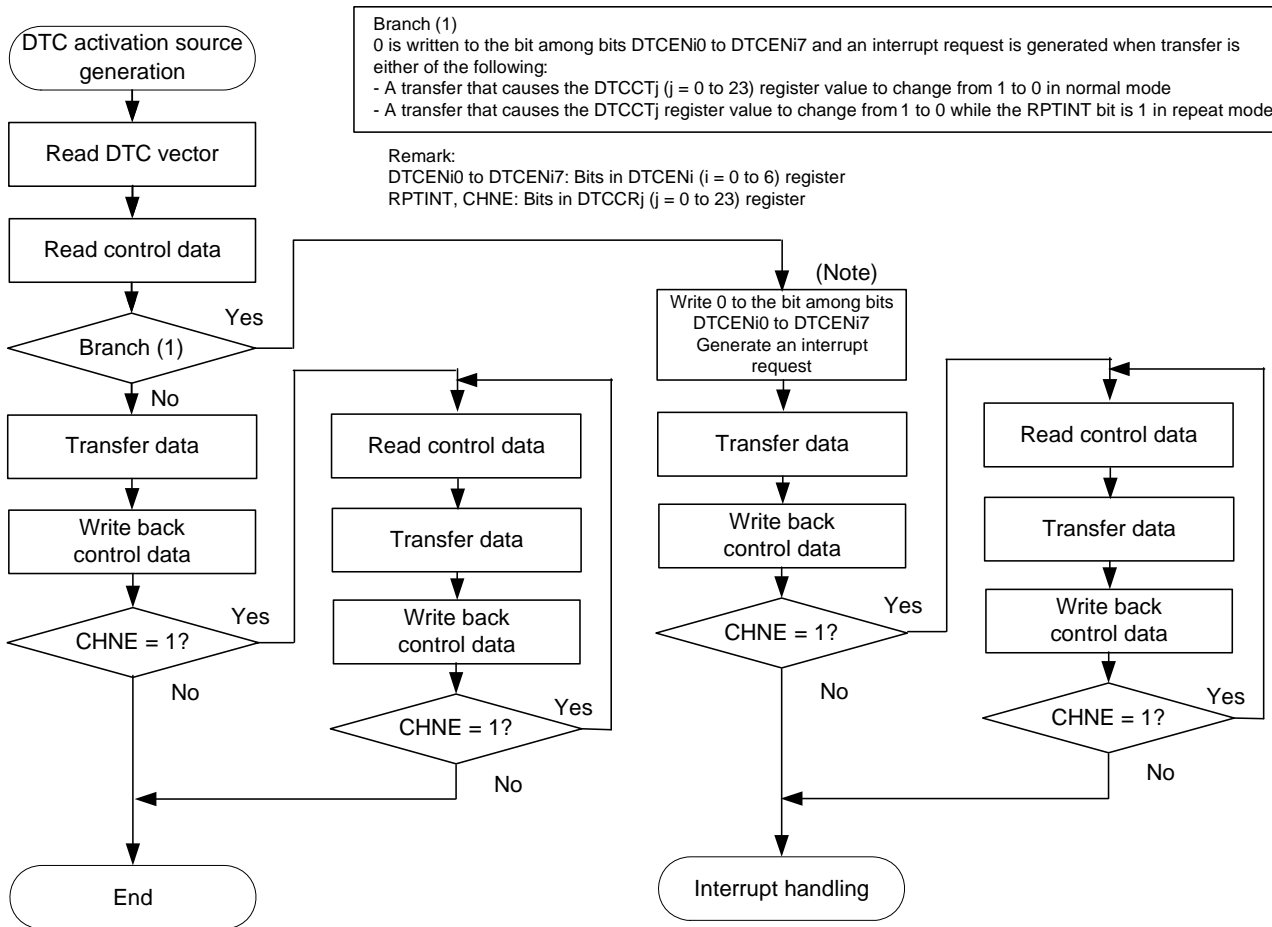 DTC activation source
generation
Read DTC vector
Read control data
Branch (1)
Yes
No
Transfer data
Write back
control data
CHNE = 1?
Yes
No
Read control data
Transfer data
Write back
control data
CHNE = 1?
Yes
No
End
Branch (1)
0 is written to the bit among bits DTCENi0 to DTCENi7 and an interrupt request is generated when transfer is
either of the following:
- A transfer that causes the DTCCTj (j = 0 to 23) register value to change from 1 to 0 in normal mode
- A transfer that causes the DTCCTj register value to change from 1 to 0 while the RPTINT bit is 1 in repeat mode
Remark:
DTCENi0 to DTCENi7: Bits in DTCENi (i = 0 to 6) register
RPTINT, CHNE: Bits in DTCCRj (j = 0 to 23) register
(Note)
Write 0 to the bit among bits
DTCENi0 to DTCENi7
Generate an interrupt
request
Transfer data
Write back
control data
CHNE = 1?
Yes
No
Read control data
Transfer data
Write back
control data
CHNE = 1?
Yes
No
Interrupt handling